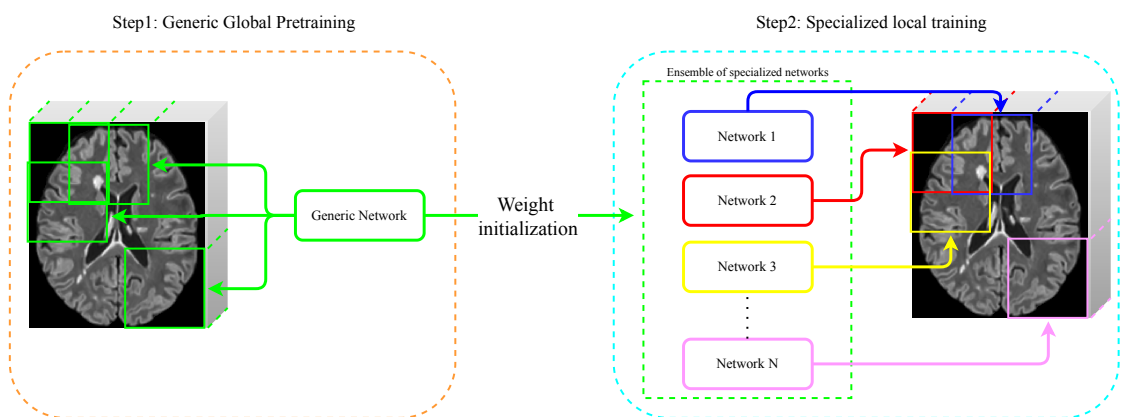 Step1: Generic Global Pretraining
Step2: Specialized local training
Ensemble of specialized networks
Generic Network
Weight
initialization
Network 1
Network 2
Network 3
Network N